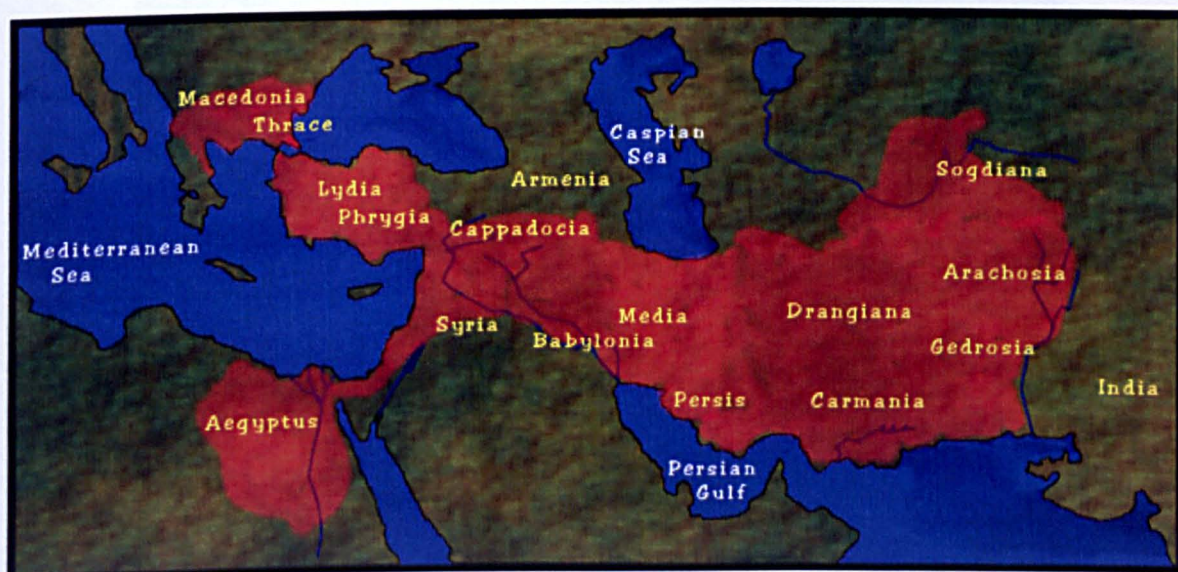 Macedonia
Thrace
Caspian
Sea
Armenia
Sogdiana
Lydia
Phrygia
Cappadocia
Mediterranean
Sea
Arachosia
Syria
Media
Drangiana
Babylonia
Gedrosia
India
Persis
Carmania
Aegyptus
Persian
Gulf